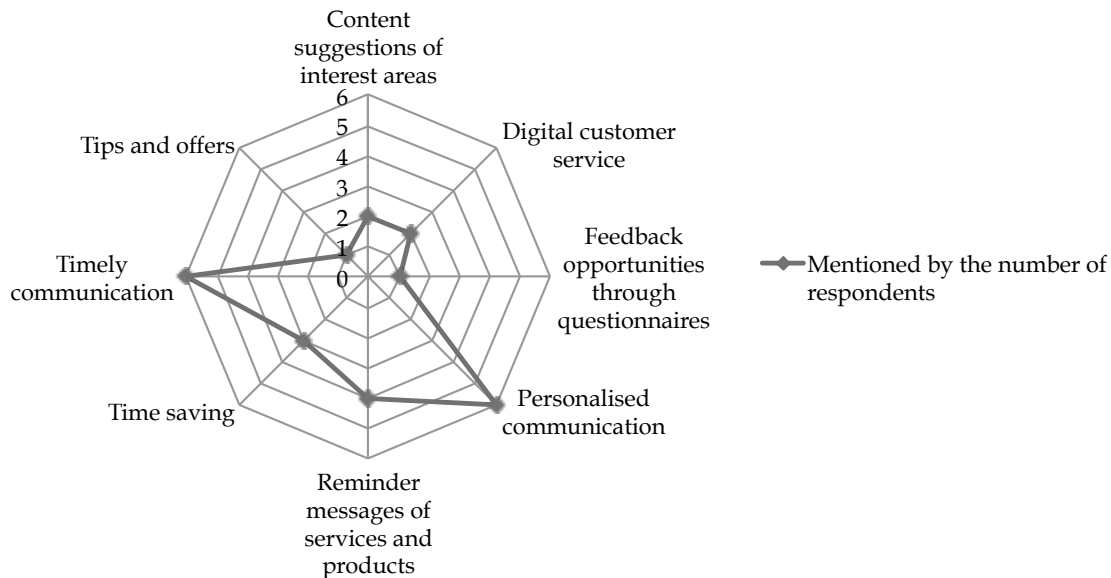 Content
suggestions of
interest areas
6
5
4
3
2
1
0
Digital customer
service
Feedback
opportunities
through
questionnaires
Personalised
communication
Reminder
messages of
services and
products
Time saving
Timely
communication
Tips and offers
Mentioned by the number of
respondents